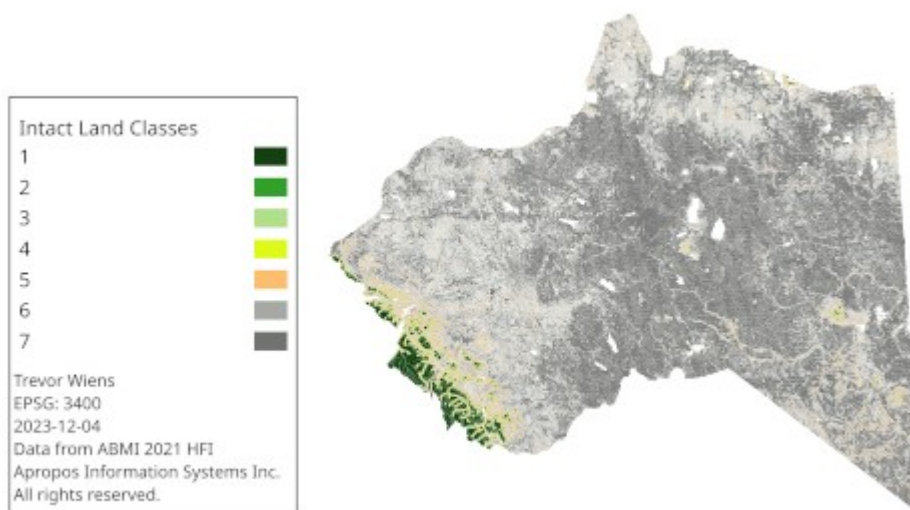 Intact Land Classes
1
2
3
4
5
6
7
Trevor Wiens
EPSG: 3400
2023-12-04
Data from ABMI 2021 HFI
Apropos Information Systems Inc.
All rights reserved.